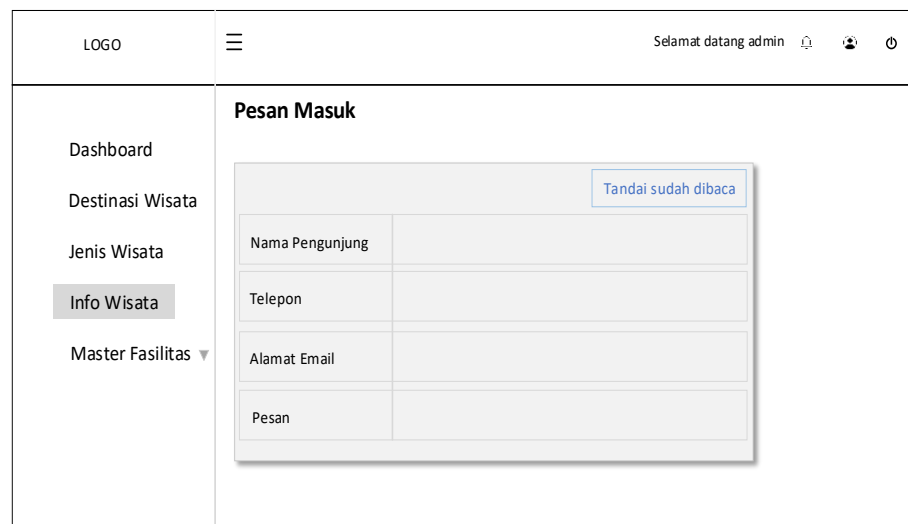 LOGO
Selamat datang admin
Pesan Masuk
Dashboard
Destinasi Wisata
Jenis Wisata
Info Wisata
Master Fasilitas
Tandai sudah dibaca
Nama Pengunjung
Telepon
Alamat Email
Pesan